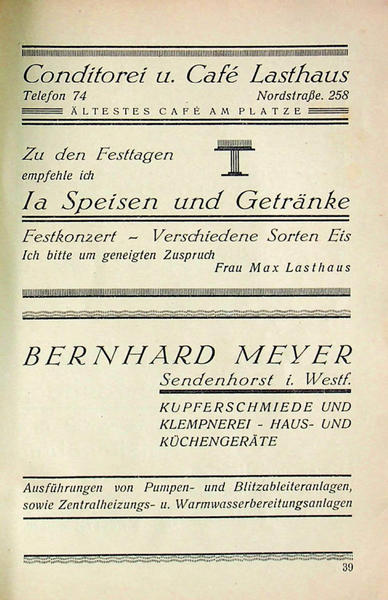 Conditorei u. Café Lasthaus
Telefon 74 Nordstraße. 258
ÄLTESTES CAFÉ AM PLATZE
Zu den Festtagen
empfehle ich
Ia Speisen und Getränke
Festkonzert ~ Verschiedene Sorten Eis
Ich bitte um geneigten Zuspruch
Frau Max Lasthaus
BERNHARD MEYER
Sendenhorst i. Westf.
KUPFERSCHMIEDE UND
KLEMPNEREI - HAUS- UND
KÜCHENGERÄTE
Ausführungen von Pumpen- und Blitzableiteranlagen,
sowie Zentralheizungs- u. Warmwasserbereitungsanlagen
39